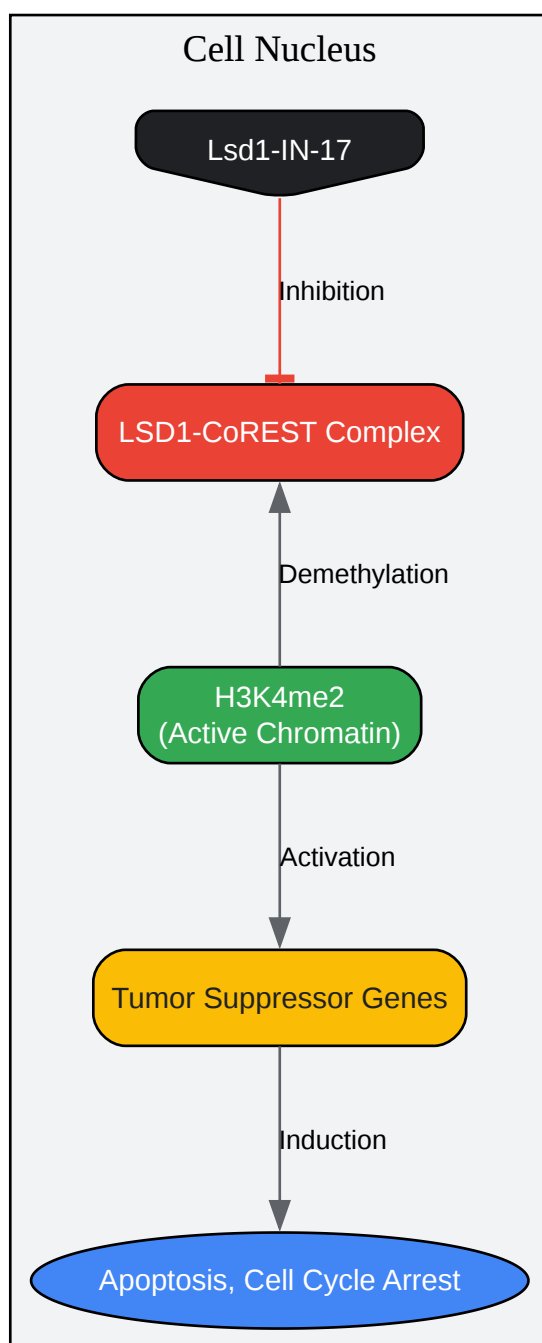 Cell Nucleus
Lsd1-IN-17
Inhibition
LSD1-CoREST Complex
Demethylation
H3K4me2
(Active Chromatin)
Activation
Tumor Suppressor Genes
Induction
Apoptosis, Cell Cycle Arrest